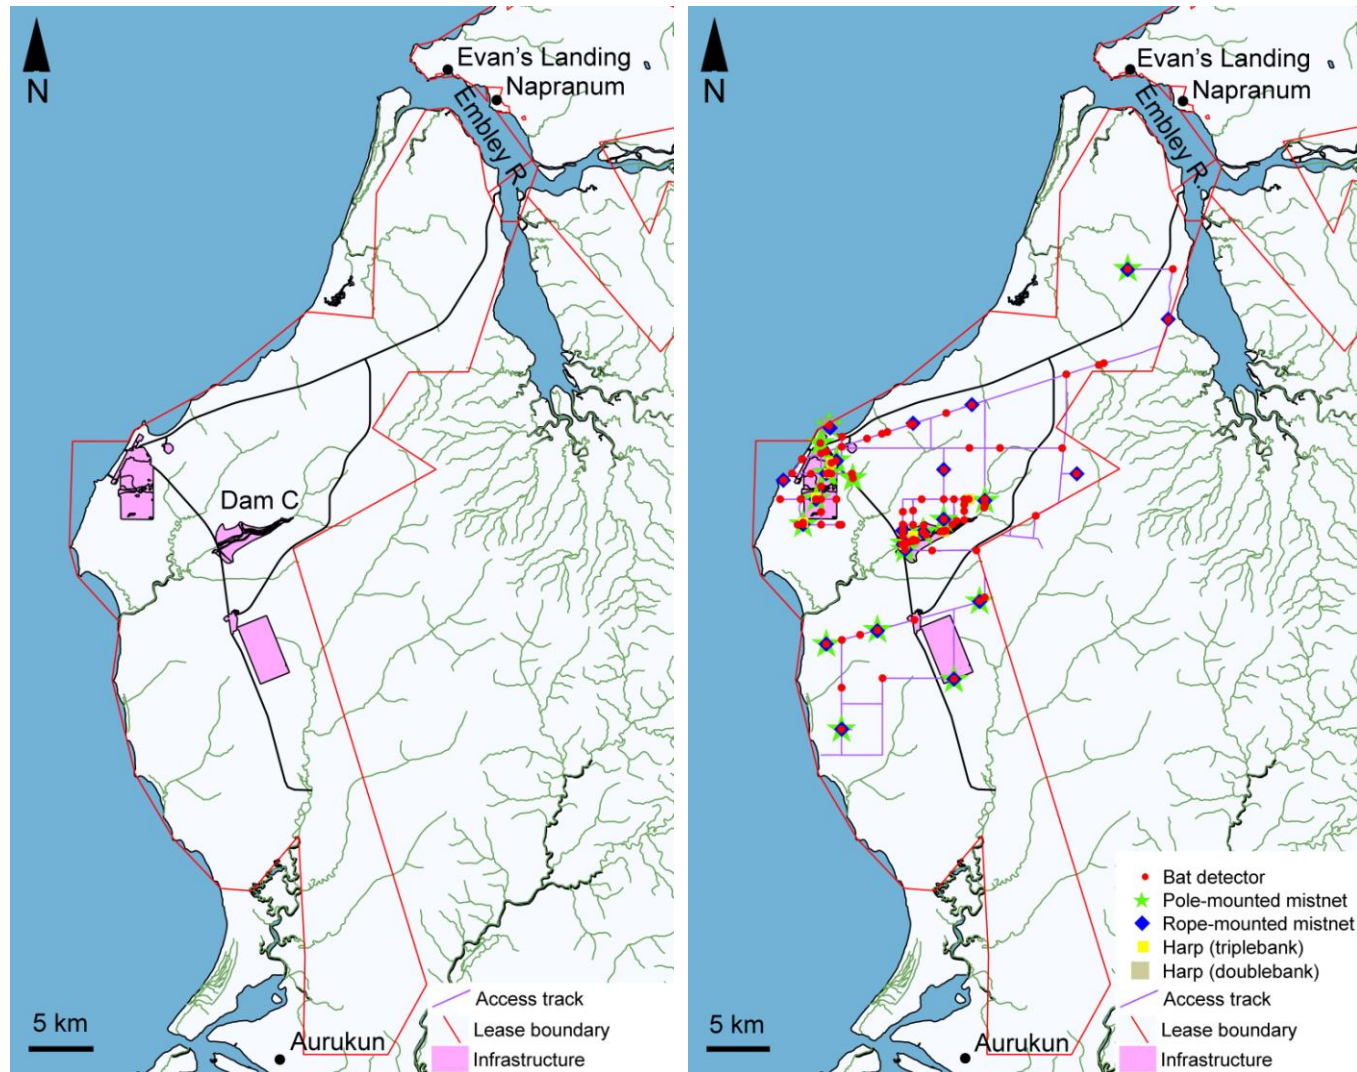 N
Evan's Landing
Napranum
Embley R.
Dam C
5 km
Aurukun
Access track
Lease boundary
Infrastructure
N
Evan's Landing
Napranum
Embley R.
Bat detector
Pole-mounted mistnet
Rope-mounted mistnet
Harp (triplebank)
Harp (doublebank)
Access track
Lease boundary
Infrastructure
5 km
Aurukun